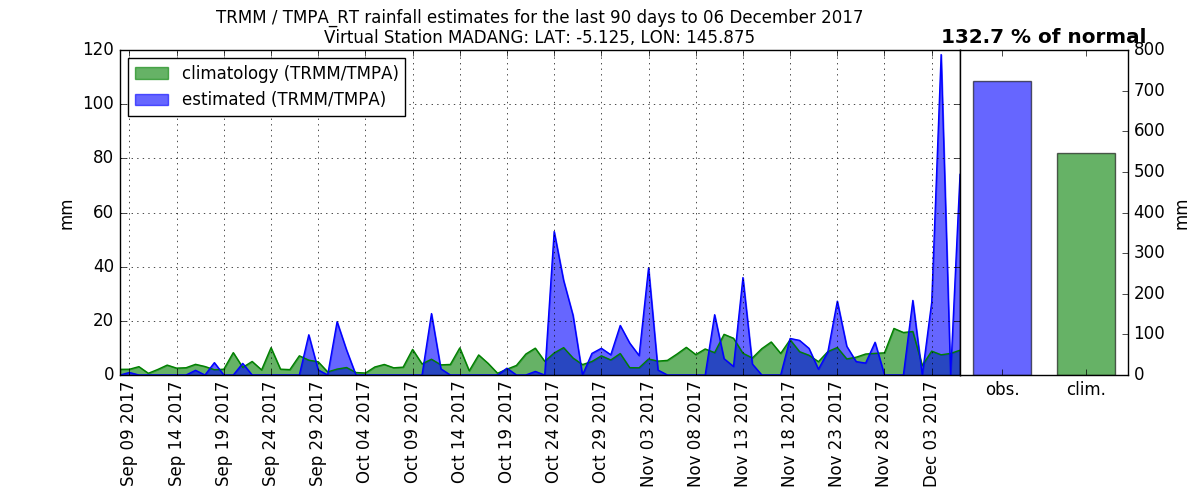 TRMM / TMPA_RT rainfall estimates for the last 90 days to 06 December 2017
Virtual Station MADANG: LAT: -5.125, LON: 145.875
132.7 % of normal
climatology (TRMM/TMPA)
estimated (TRMM/TMPA)
mm
120
100
80
60
40
20
0
Sep 09 2017
Sep 14 2017
Sep 19 2017
Sep 24 2017
Sep 29 2017
Oct 04 2017
Oct 09 2017
Oct 14 2017
Oct 19 2017
Oct 24 2017
Oct 29 2017
Nov 03 2017
Nov 08 2017
Nov 13 2017
Nov 18 2017
Nov 23 2017
Nov 28 2017
Dec 03 2017
obs.
clim.
800
700
600
500
400
300
200
100
0
mm